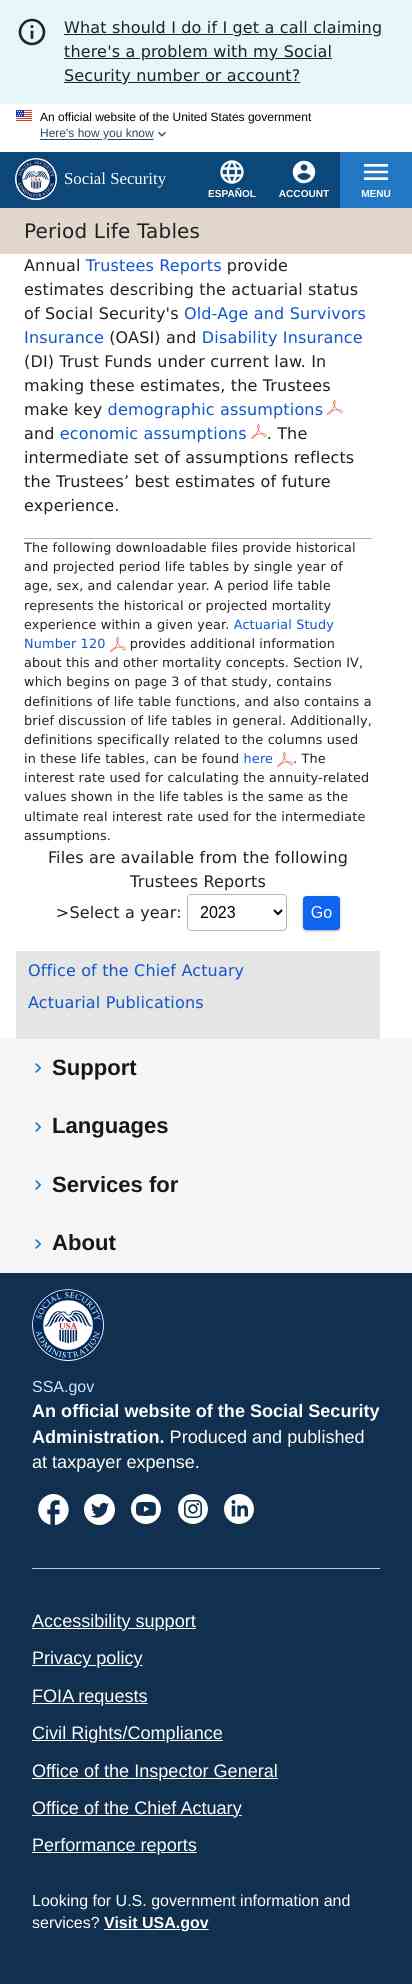 What should I do if I get a call claiming
there's a problem with my Social
Security number or account?
An official website of the United States government
Here's how you know
Social Security
ESPAÑOL
ACCOUNT
MENU
Period Life Tables
Annual Trustees Reports provide
estimates describing the actuarial status
of Social Security's Old-Age and Survivors
Insurance (OASI) and Disability Insurance
(DI) Trust Funds under current law. In
making these estimates, the Trustees
make key demographic assumptions
and economic assumptions. The
intermediate set of assumptions reflects
the Trustees’ best estimates of future
experience.
The following downloadable files provide historical
and projected period life tables by single year of
age, sex, and calendar year. A period life table
represents the historical or projected mortality
experience within a given year. Actuarial Study
Number 120 provides additional information
about this and other mortality concepts. Section IV,
which begins on page 3 of that study, contains
definitions of life table functions, and also contains a
brief discussion of life tables in general. Additionally,
definitions specifically related to the columns used
in these life tables, can be found here. The
interest rate used for calculating the annuity-related
values shown in the life tables is the same as the
ultimate real interest rate used for the intermediate
assumptions.
Files are available from the following
Trustees Reports
>Select a year: 2023 Go
Office of the Chief Actuary
Actuarial Publications
Support
Languages
Services for
About
SOCIAL SECURITY
USA
ADMINISTRATION
SSA.gov
An official website of the Social Security
Administration. Produced and published
at taxpayer expense.
Accessibility support
Privacy policy
FOIA requests
Civil Rights/Compliance
Office of the Inspector General
Office of the Chief Actuary
Performance reports
Looking for U.S. government information and
services? Visit USA.gov